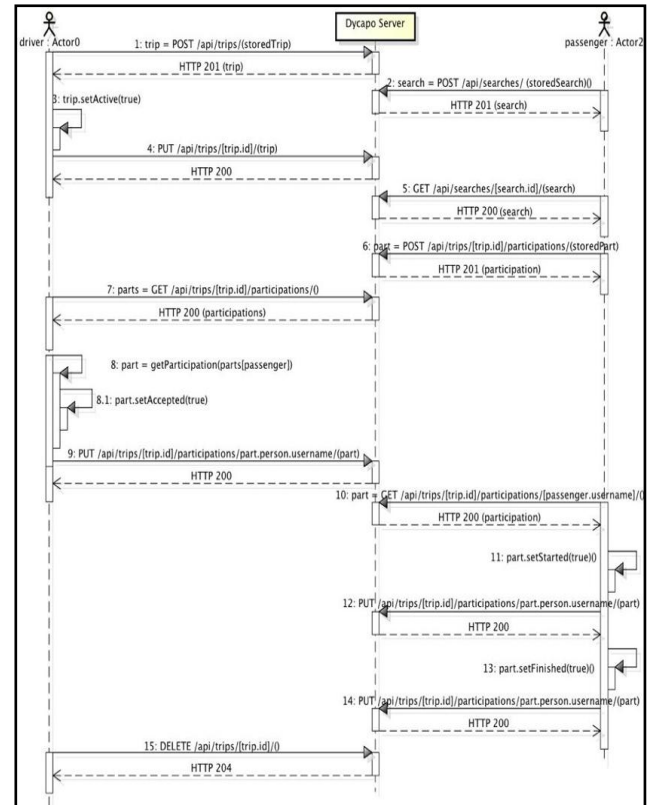 Dycapo Server
driver : Actor0
passenger : Actor2
1: trip = POST /api/trips/(storedTrip)
HTTP 201 (trip)
2: search = POST /api/searches/ (storedSearch)()
HTTP 201 (search)
3: trip.setActive(true)
4: PUT /api/trips/[trip.id]/(trip)
HTTP 200
5: GET /api/searches/[search.id]/(search)
HTTP 200 (search)
6: part = POST /api/trips/[trip.id]/participations/(storedPart)
HTTP 201 (participation)
7: parts = GET /api/trips/[trip.id]/participations/()
HTTP 200 (participations)
8: part = getParticipation(parts[passenger])
8.1: part.setAccepted(true)
9: PUT /api/trips/[trip.id]/participations/part.person.username/(part)
HTTP 200
10: part = GET /api/trips/[trip.id]/participations/[passenger.username]/()
HTTP 200 (participation)
11: part.setStarted(true)()
12: PUT /api/trips/[trip.id]/participations/part.person.username/(part)
HTTP 200
13: part.setFinished(true)()
14: PUT /api/trips/[trip.id]/participations/part.person.username/(part)
HTTP 200
15: DELETE /api/trips/[trip.id]/()
HTTP 204